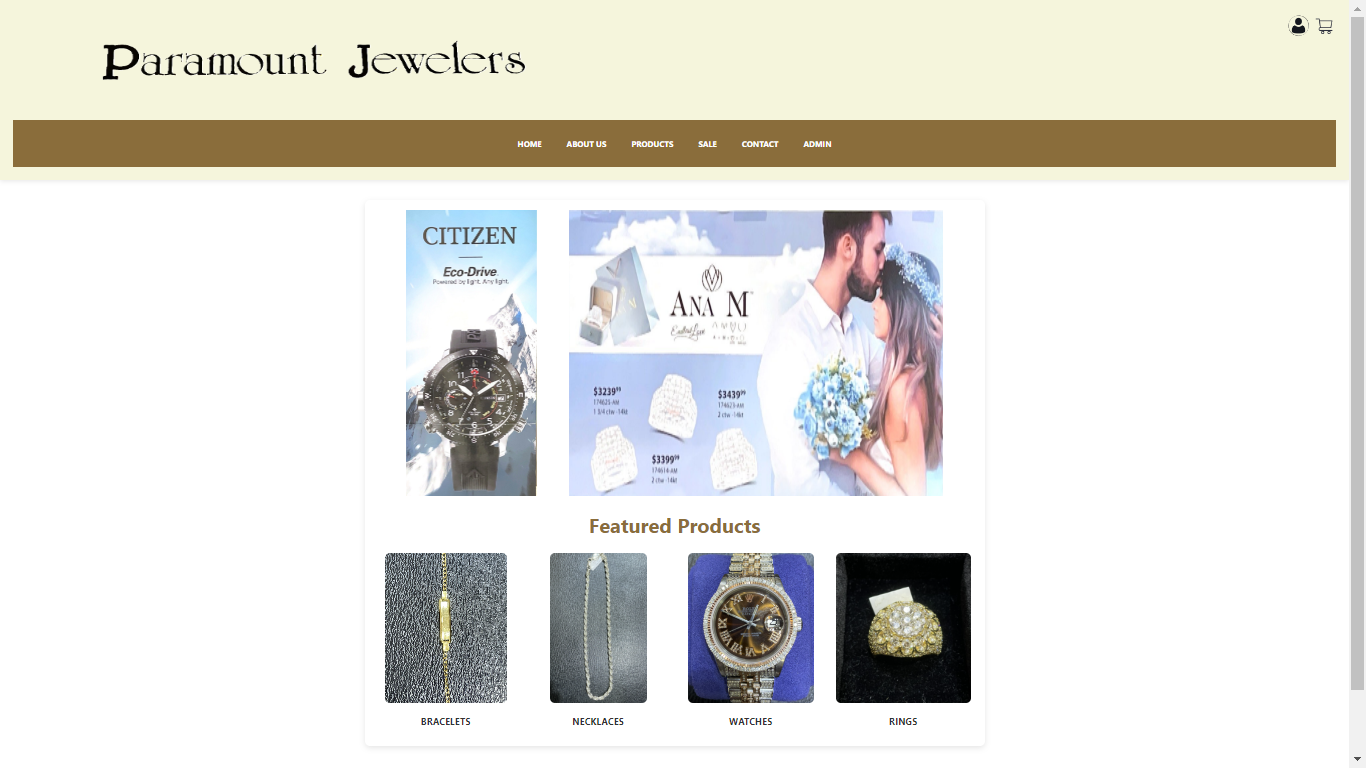 Paramount Jewelers
HOME ABOUT US PRODUCTS SALE CONTACT ADMIN
CITIZEN
Eco-Drive
Powered by light. Any light.
ANA M
Endless Love
$3239⁹⁹
174625-AM
1 3/4 ctw -14kt
$3439⁹⁹
174623-AM
2 ctw -14kt
$3399⁹⁹
174614-AM
2 ctw -14kt
Featured Products
BRACELETS NECKLACES WATCHES RINGS